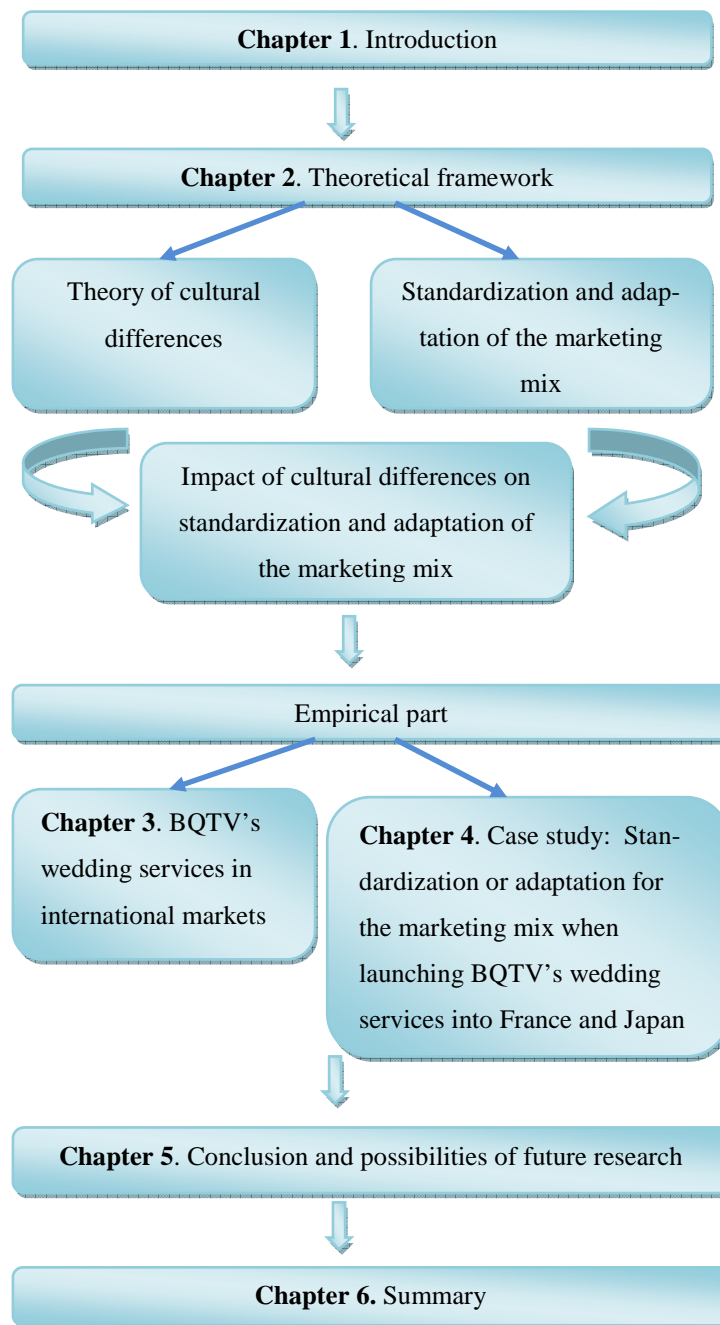 Chapter 1. Introduction
Chapter 2. Theoretical framework
Theory of cultural
differences
Standardization and adap-
tation of the marketing
mix
Impact of cultural differences on
standardization and adaptation of
the marketing mix
Empirical part
Chapter 3. BQTV’s
wedding services in
international markets
Chapter 4. Case study:  Stan-
dardization or adaptation for
the marketing mix when
launching BQTV’s wedding
services into France and Japan
Chapter 5. Conclusion and possibilities of future research
Chapter 6. Summary